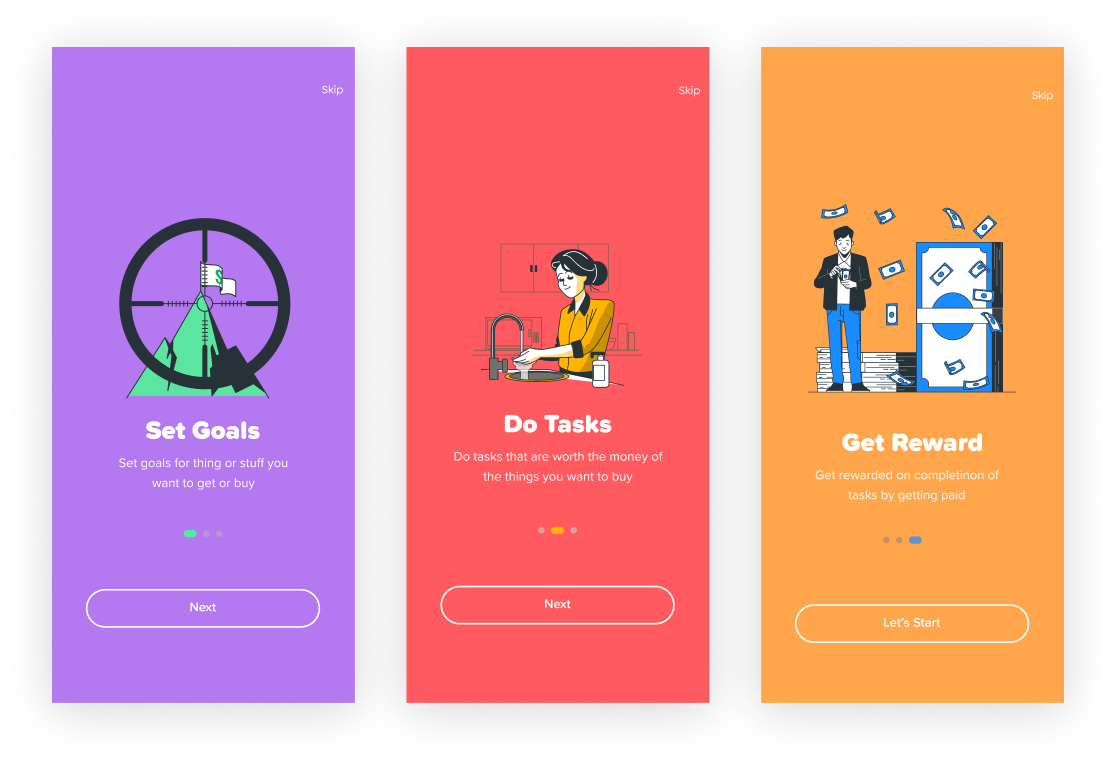 Skip
$
Set Goals
Set goals for thing or stuff you
want to get or buy
Next
Skip
Do Tasks
Do tasks that are worth the money of
the things you want to buy
Next
Skip
Get Reward
Get rewarded on completinon of
tasks by getting paid
Let's Start